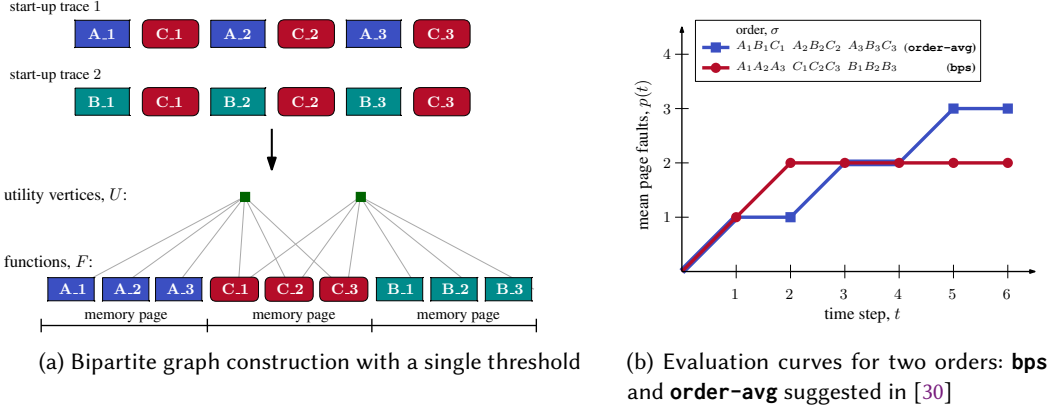 start-up trace 1
A_1 C_1 A_2 C_2 A_3 C_3
start-up trace 2
B_1 C_1 B_2 C_2 B_3 C_3
utility vertices, U:
functions, F:
A_1 A_2 A_3 C_1 C_2 C_3 B_1 B_2 B_3
memory page memory page memory page
(a) Bipartite graph construction with a single threshold
order, σ
A₁B₁C₁ A₂B₂C₂ A₃B₃C₃ (order-avg)
A₁A₂A₃ C₁C₂C₃ B₁B₂B₃ (bps)
mean page faults, p(t)
4
3
2
1
1 2 3 4 5 6
time step, t
(b) Evaluation curves for two orders: bps
and order-avg suggested in [30]